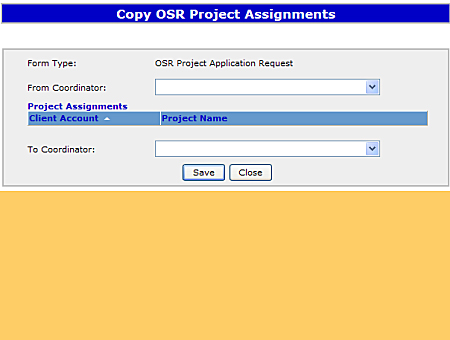 Copy OSR Project Assignments
Form Type: OSR Project Application Request
From Coordinator:
Project Assignments
Client Account Project Name
To Coordinator:
Save Close